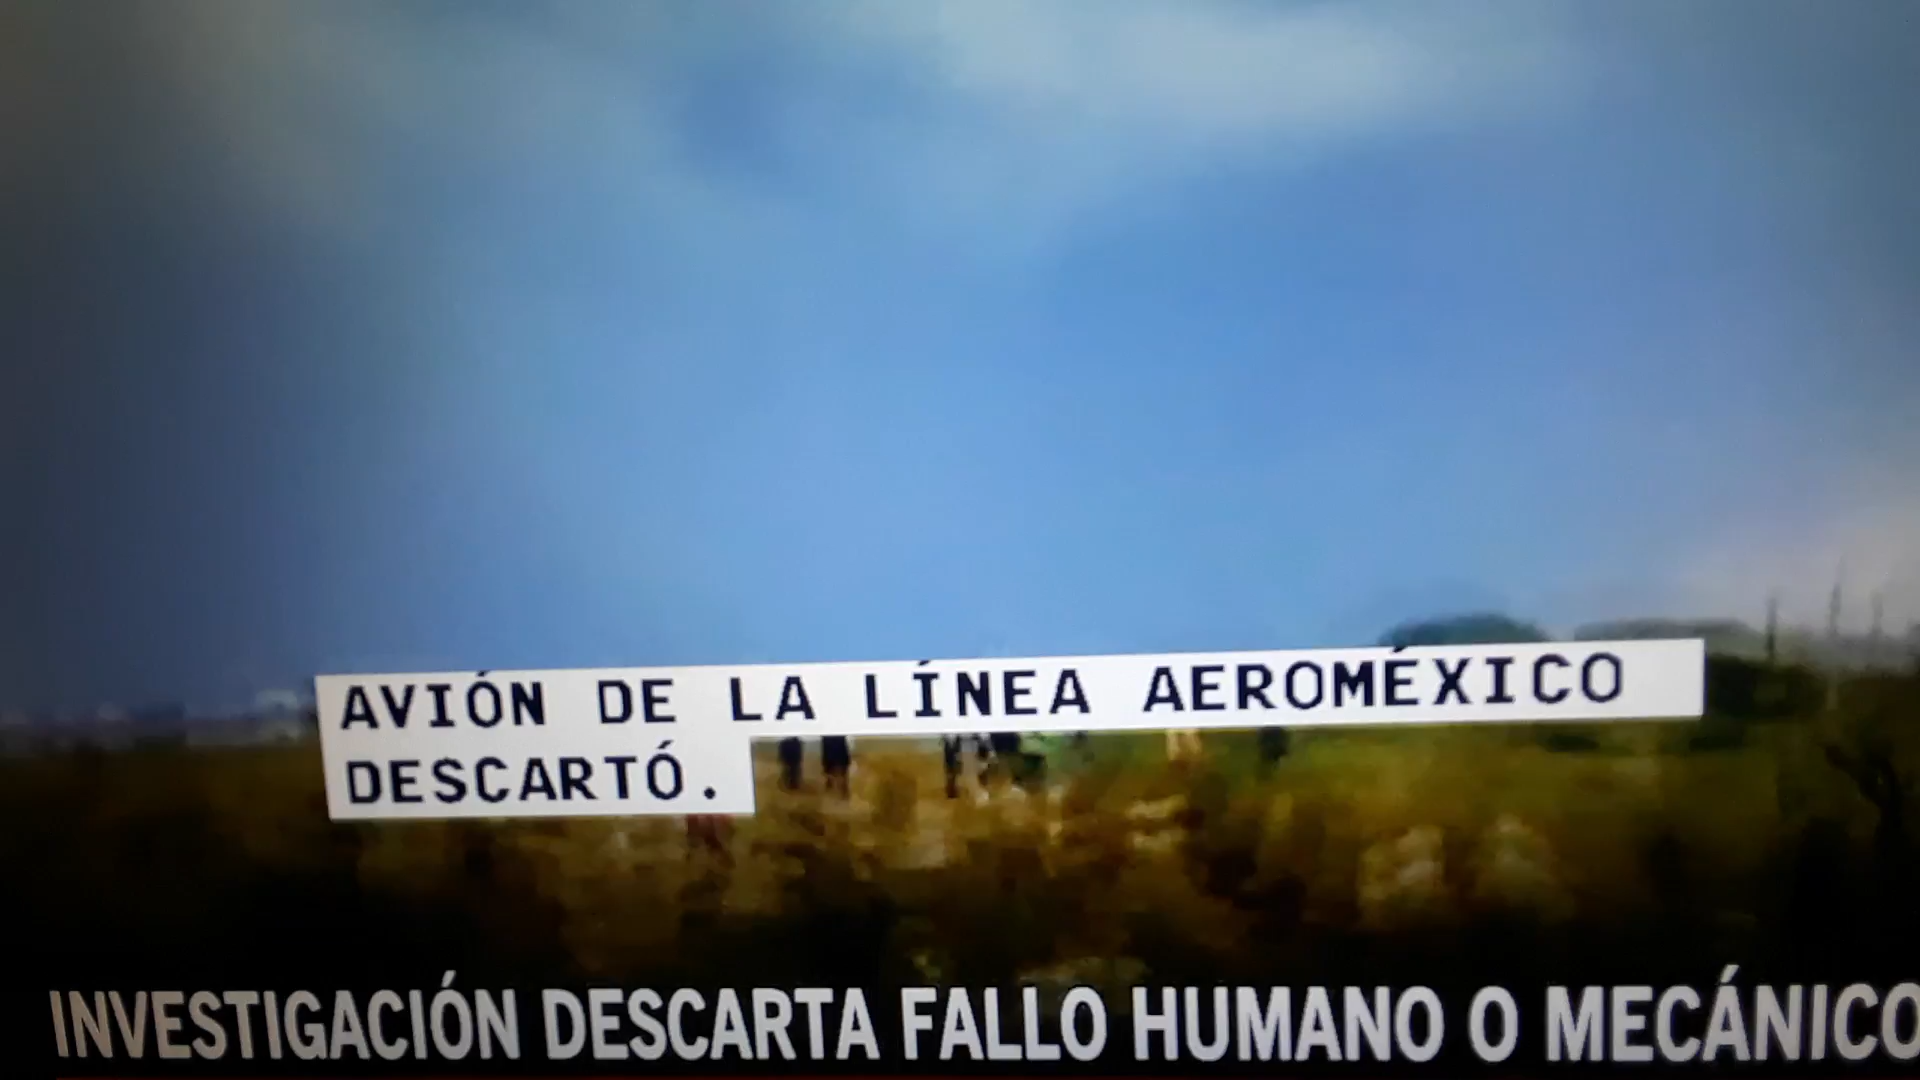 AVIÓN DE LA LÍNEA AEROMÉXICO
DESCARTÓ.
INVESTIGACIÓN DESCARTA FALLO HUMANO O MECÁNICO